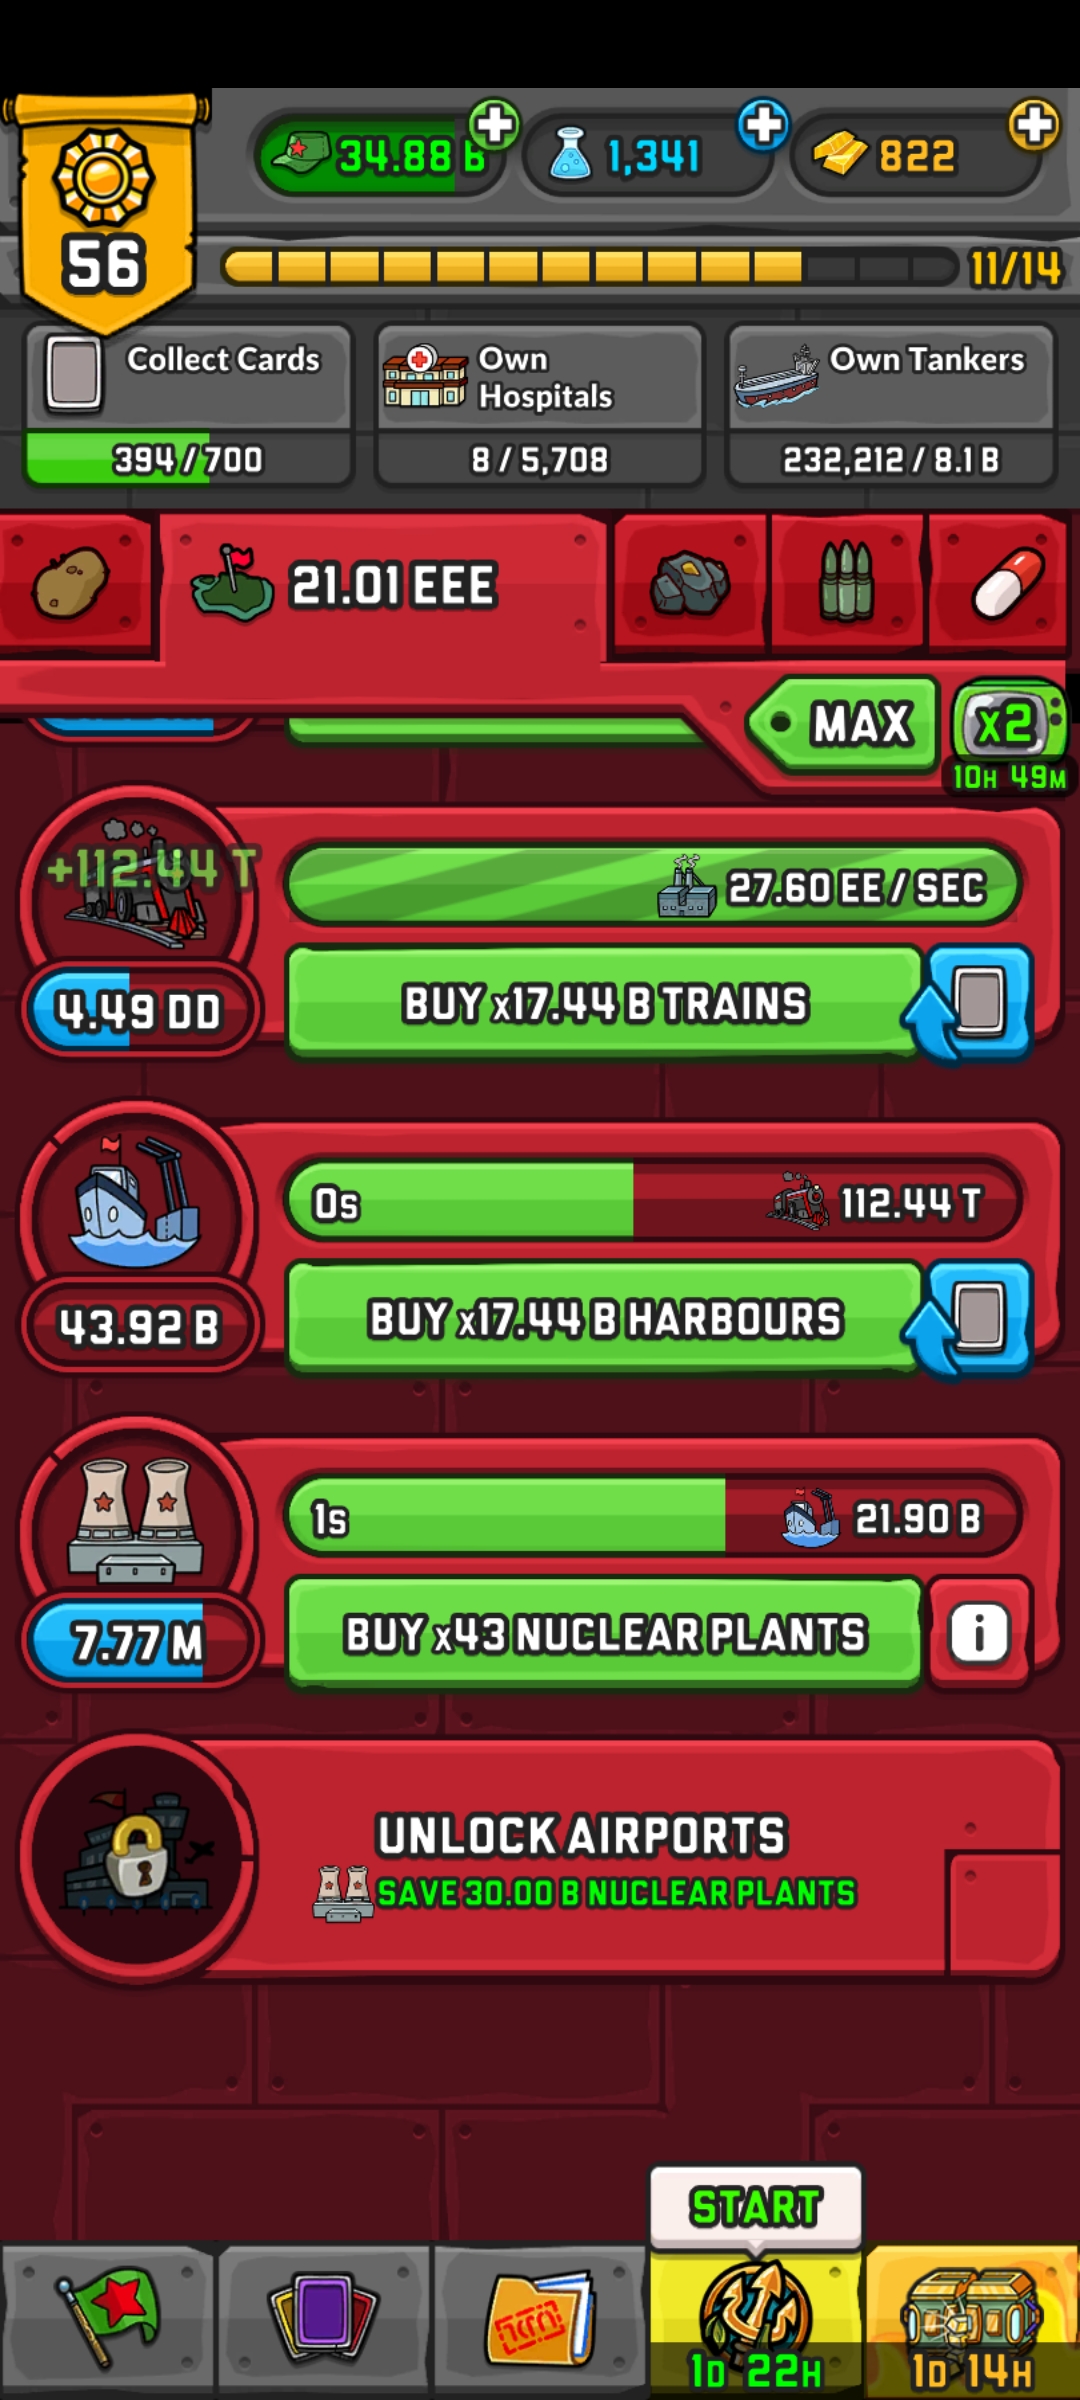 34.88 B
1,341
822
56
11/14
Collect Cards
394/700
Own
Hospitals
8/5,708
Own Tankers
232,212/8.1 B
21.01 EEE
MAX
x2
10H 49M
+112.44 T
27.60 EE/SEC
4.49 DD
BUY x17.44 B TRAINS
0s
112.44 T
43.92 B
BUY x17.44 B HARBOURS
1s
21.90 B
7.77 M
BUY x43 NUCLEAR PLANTS
i
UNLOCK AIRPORTS
SAVE 30.00 B NUCLEAR PLANTS
START
1D 22H
1D 14H